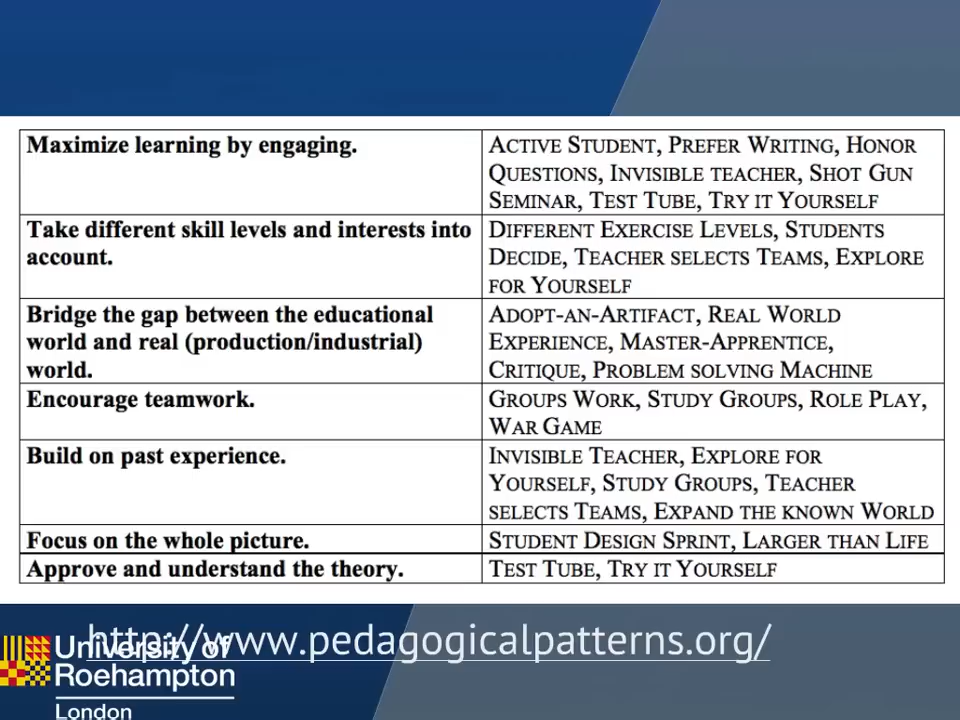 Maximize learning by engaging.
ACTIVE STUDENT, PREFER WRITING, HONOR
QUESTIONS, INVISIBLE TEACHER, SHOT GUN
SEMINAR, TEST TUBE, TRY IT YOURSELF
Take different skill levels and interests into
account.
DIFFERENT EXERCISE LEVELS, STUDENTS
DECIDE, TEACHER SELECTS TEAMS, EXPLORE
FOR YOURSELF
Bridge the gap between the educational
world and real (production/industrial)
world.
ADOPT-AN-ARTIFACT, REAL WORLD
EXPERIENCE, MASTER-APPRENTICE,
CRITIQUE, PROBLEM SOLVING MACHINE
Encourage teamwork.
GROUPS WORK, STUDY GROUPS, ROLE PLAY,
WAR GAME
Build on past experience.
INVISIBLE TEACHER, EXPLORE FOR
YOURSELF, STUDY GROUPS, TEACHER
SELECTS TEAMS, EXPAND THE KNOWN WORLD
Focus on the whole picture.
STUDENT DESIGN SPRINT, LARGER THAN LIFE
Approve and understand the theory.
TEST TUBE, TRY IT YOURSELF
http://www.pedagogicalpatterns.org/
University of
Roehampton
London